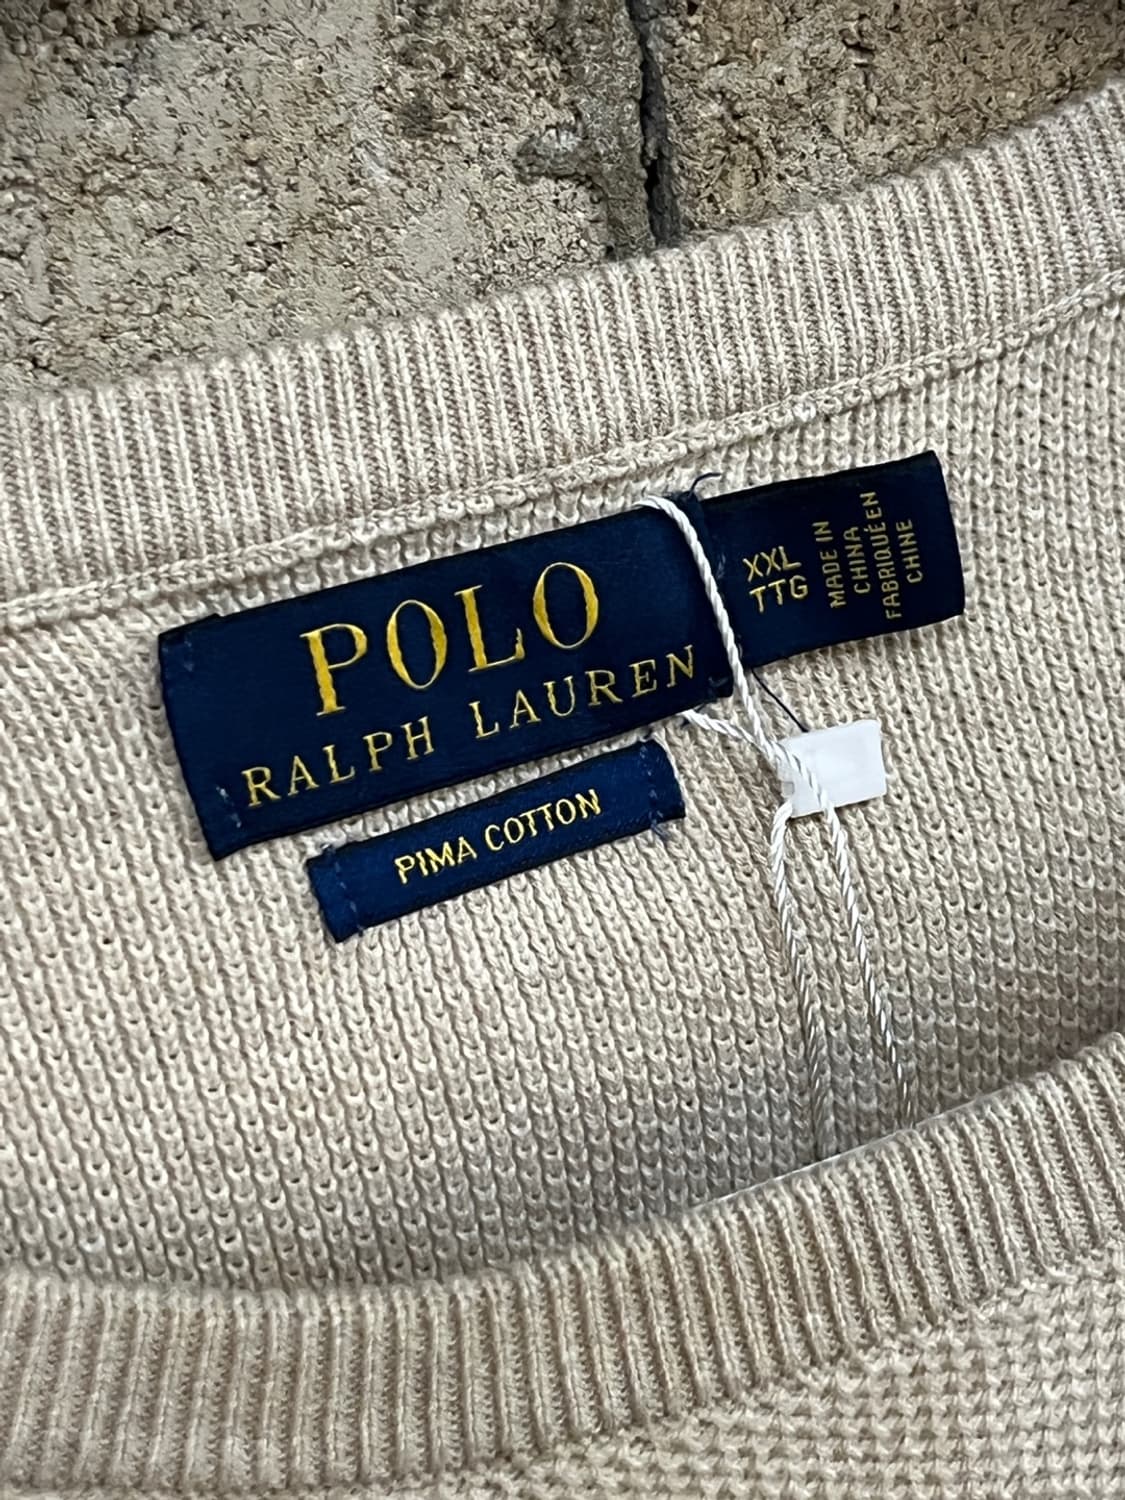 POLO
RALPH LAUREN
PIMA COTTON
XXL
TTG
MADE IN
CHINA
FABRIQUÉ EN
CHINE